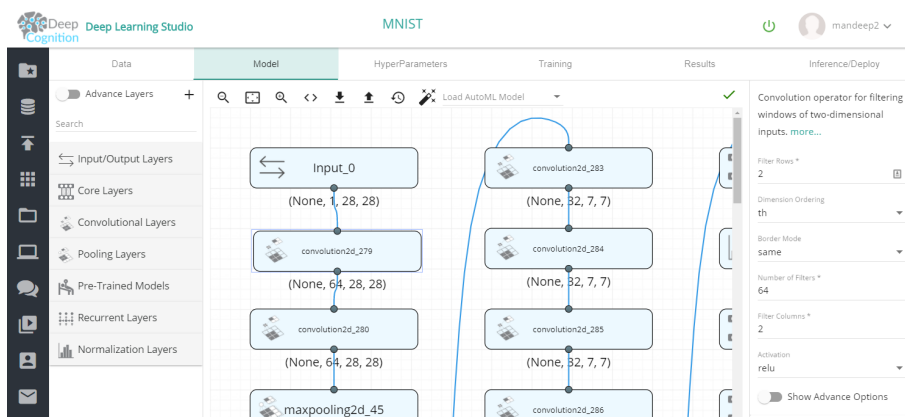 Deep Cognition
Deep Learning Studio
MNIST
mandeep2
Data
Model
HyperParameters
Training
Results
Inference/Deploy
Advance Layers +
Search
Input/Output Layers
Core Layers
Convolutional Layers
Pooling Layers
Pre-Trained Models
Recurrent Layers
Normalization Layers
Load AutoML Model
Input_0
(None, 1, 28, 28)
convolution2d_279
(None, 64, 28, 28)
convolution2d_280
(None, 64, 28, 28)
maxpooling2d_45
convolution2d_283
(None, 32, 7, 7)
convolution2d_284
(None, 32, 7, 7)
convolution2d_285
(None, 32, 7, 7)
convolution2d_286
Convolution operator for filtering
windows of two-dimensional
inputs. more...
Filter Rows *
2
Dimension Ordering
th
Border Mode
same
Number of Filters *
64
Filter Columns *
2
Activation
relu
Show Advance Options